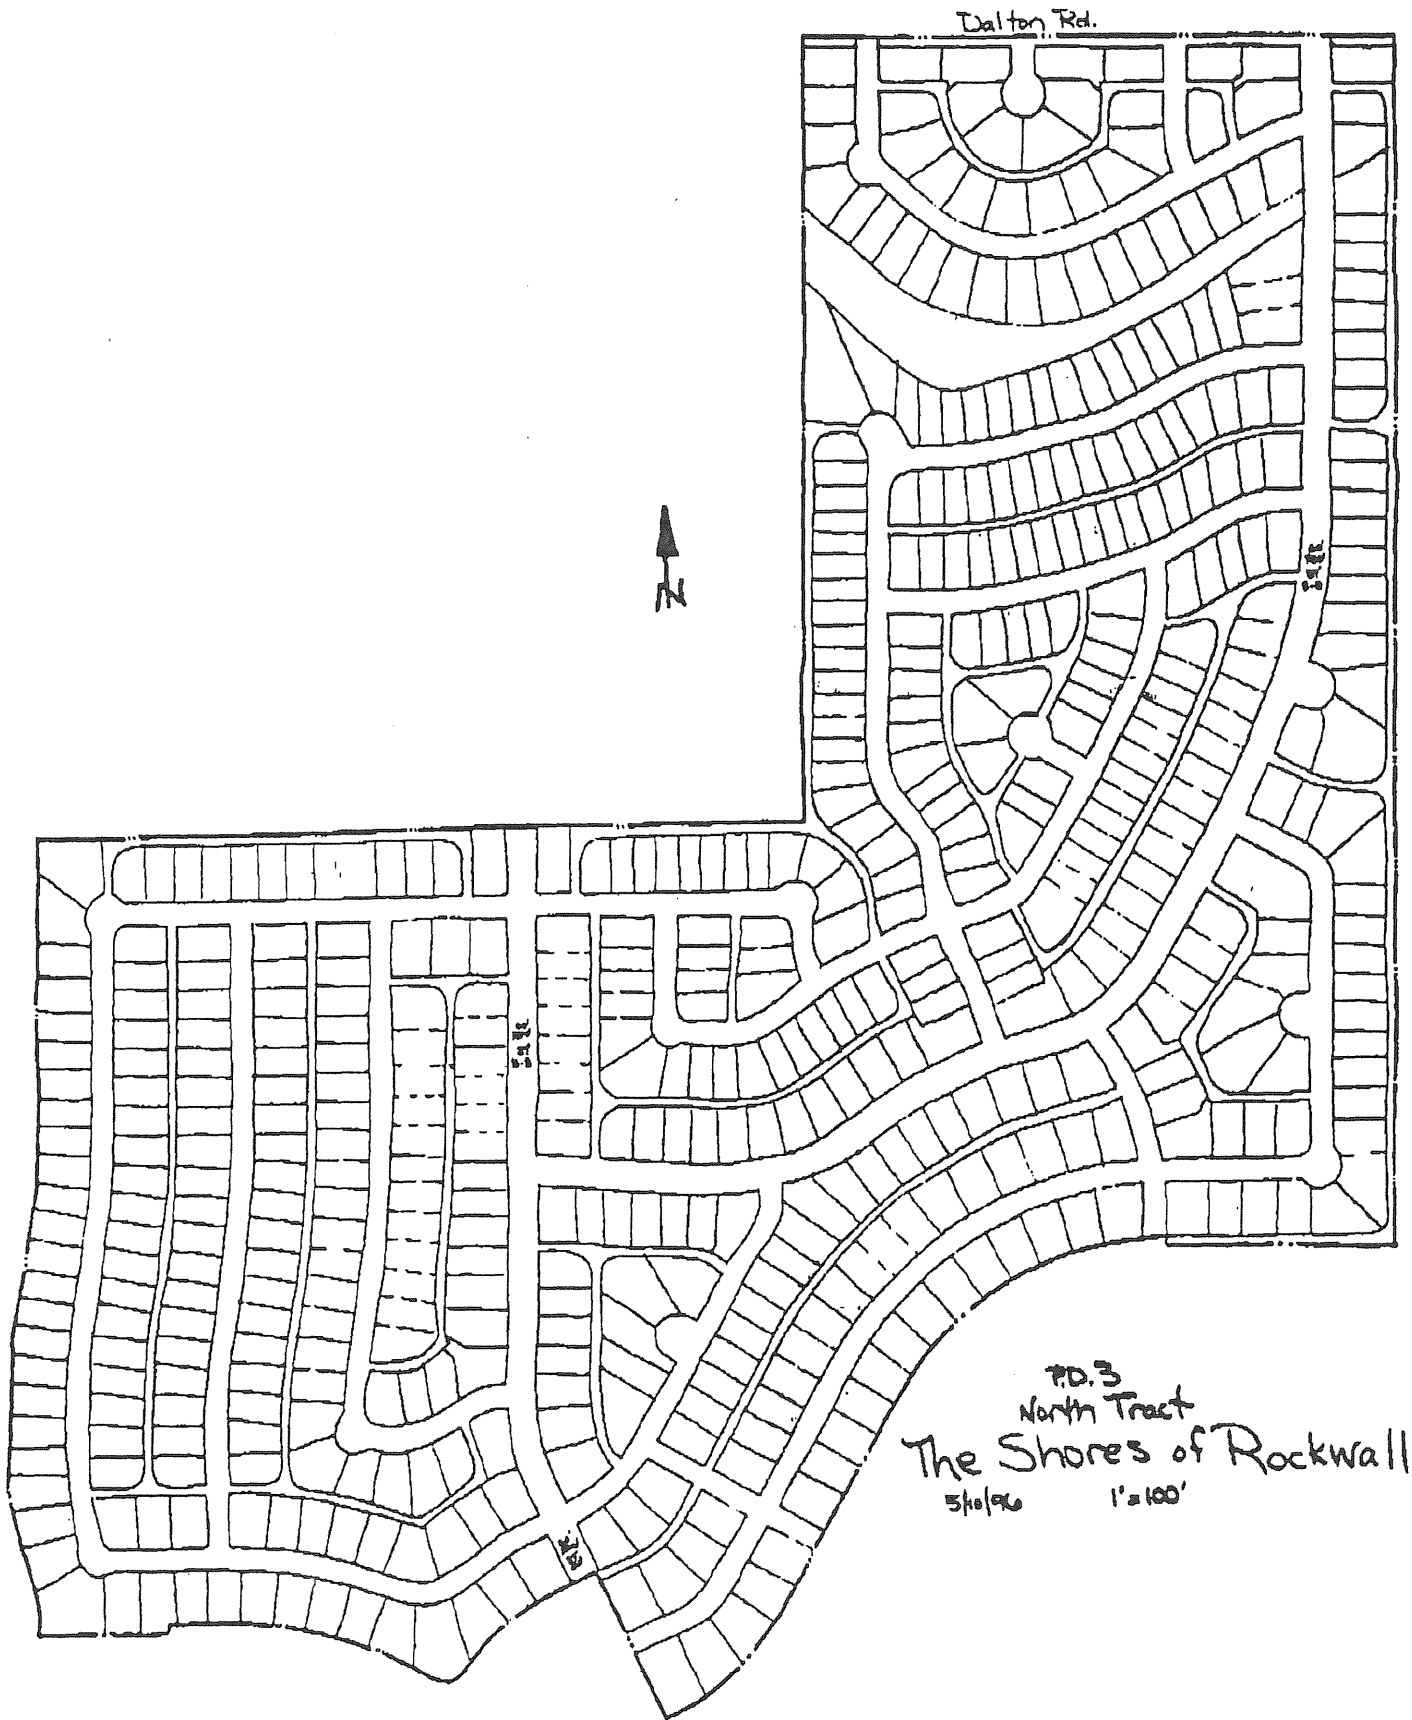 Dalton Rd.
N
P.D. 3
North Tract
The Shores of Rockwall
5/10/96 1"=100'